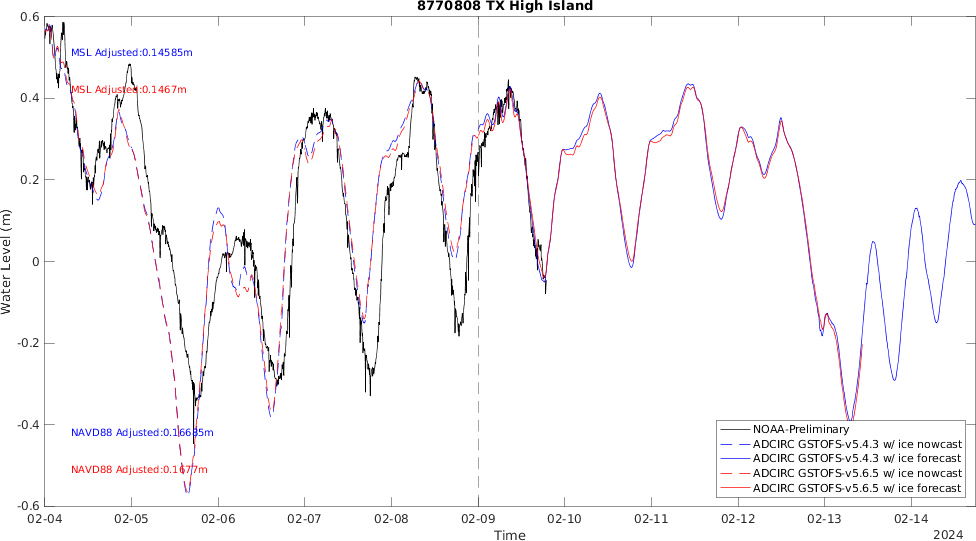 8770808 TX High Island
0.6
0.4
0.2
0
-0.2
-0.4
-0.6
Water Level (m)
MSL Adjusted:0.14585m
MSL Adjusted:0.1467m
NAVD88 Adjusted:0.16685m
NAVD88 Adjusted:0.1677m
NOAA-Preliminary
ADCIRC GSTOFS-v5.4.3 w/ ice nowcast
ADCIRC GSTOFS-v5.4.3 w/ ice forecast
ADCIRC GSTOFS-v5.6.5 w/ ice nowcast
ADCIRC GSTOFS-v5.6.5 w/ ice forecast
02-04 02-05 02-06 02-07 02-08 02-09 02-10 02-11 02-12 02-13 02-14
Time
2024